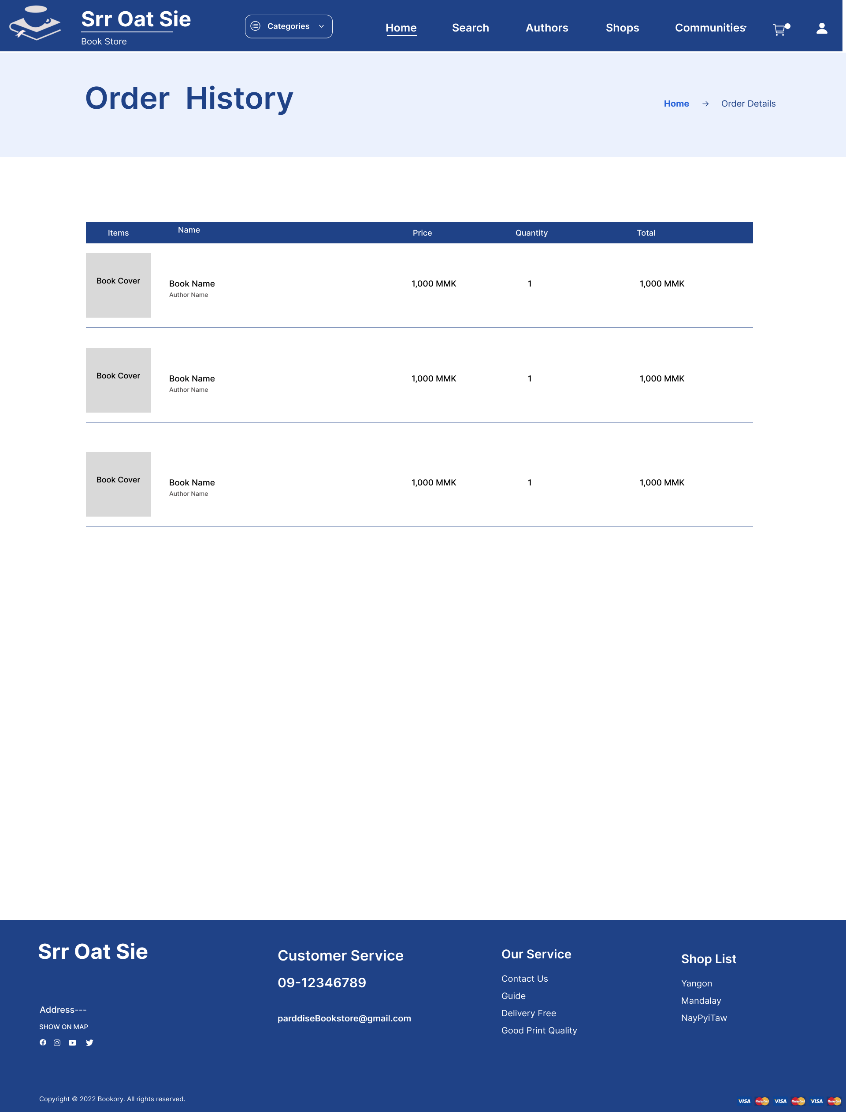 Srr Oat Sie
Book Store
Categories
Home
Search
Authors
Shops
Communities
Order History
Home → Order Details
Items Name Price Quantity Total
Book Cover
Book Name
Author Name
1,000 MMK 1 1,000 MMK
Book Cover
Book Name
Author Name
1,000 MMK 1 1,000 MMK
Book Cover
Book Name
Author Name
1,000 MMK 1 1,000 MMK
Srr Oat Sie
Address---
SHOW ON MAP
Customer Service
09-12346789
parddiseBookstore@gmail.com
Our Service
Contact Us
Guide
Delivery Free
Good Print Quality
Shop List
Yangon
Mandalay
NayPyiTaw
Copyright © 2022 Bookory. All rights reserved.
VISA VISA VISA